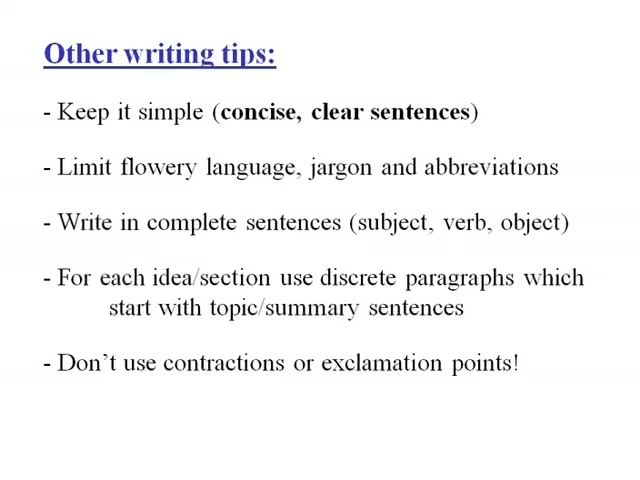 Other writing tips:
- Keep it simple (concise, clear sentences)
- Limit flowery language, jargon and abbreviations
- Write in complete sentences (subject, verb, object)
- For each idea/section use discrete paragraphs which
start with topic/summary sentences
- Don’t use contractions or exclamation points!